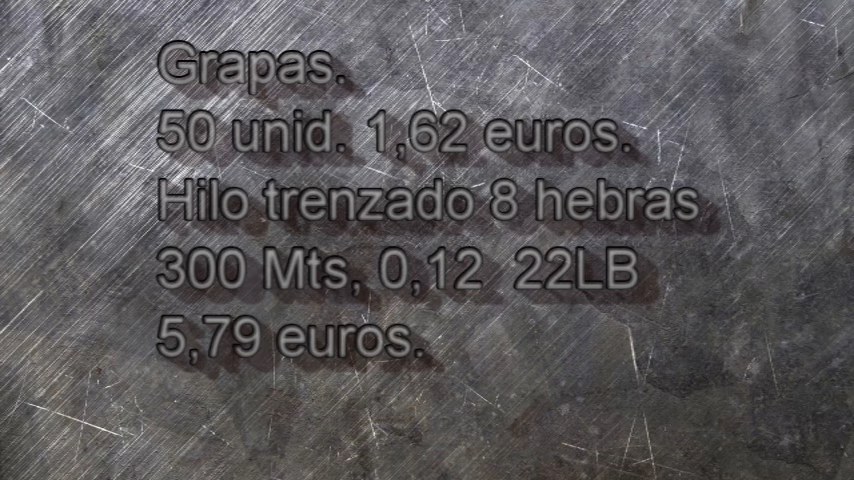 Grapas.
50 unid. 1,62 euros.
Hilo trenzado 8 hebras
300 Mts, 0,12  22LB
5,79 euros.